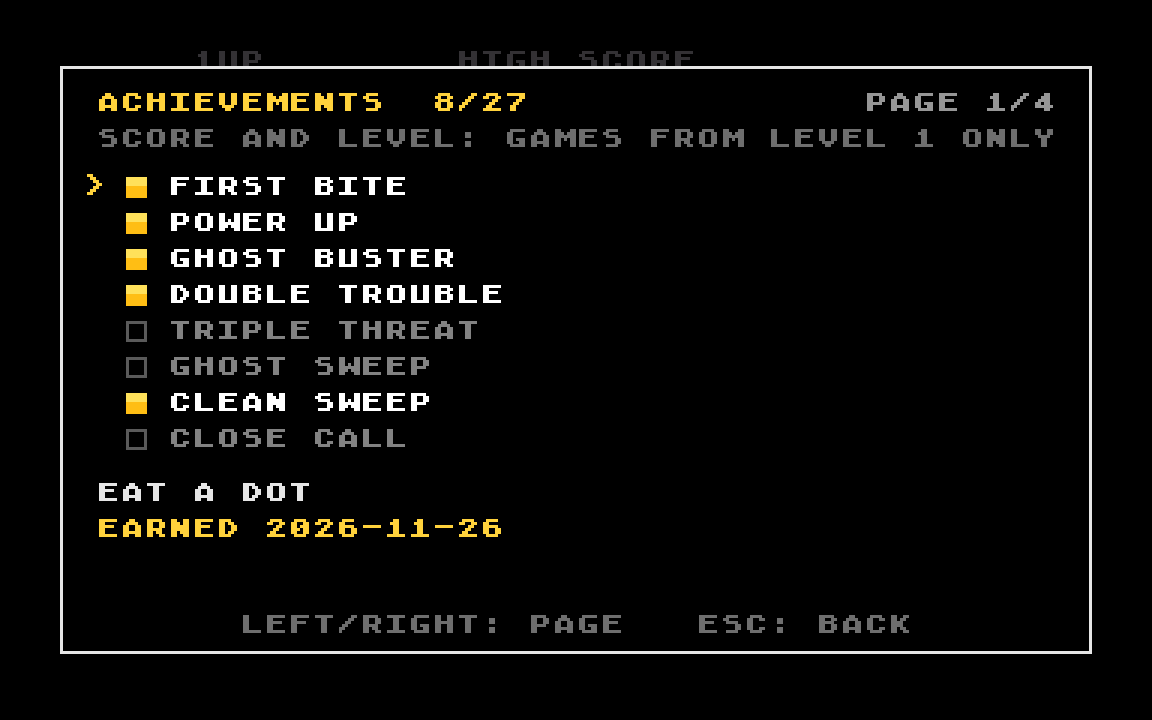 1UP HIGH SCORE
ACHIEVEMENTS 8/27 PAGE 1/4
SCORE AND LEVEL: GAMES FROM LEVEL 1 ONLY
> FIRST BITE
POWER UP
GHOST BUSTER
DOUBLE TROUBLE
TRIPLE THREAT
GHOST SWEEP
CLEAN SWEEP
CLOSE CALL
EAT A DOT
EARNED 2026-11-26
LEFT/RIGHT: PAGE ESC: BACK